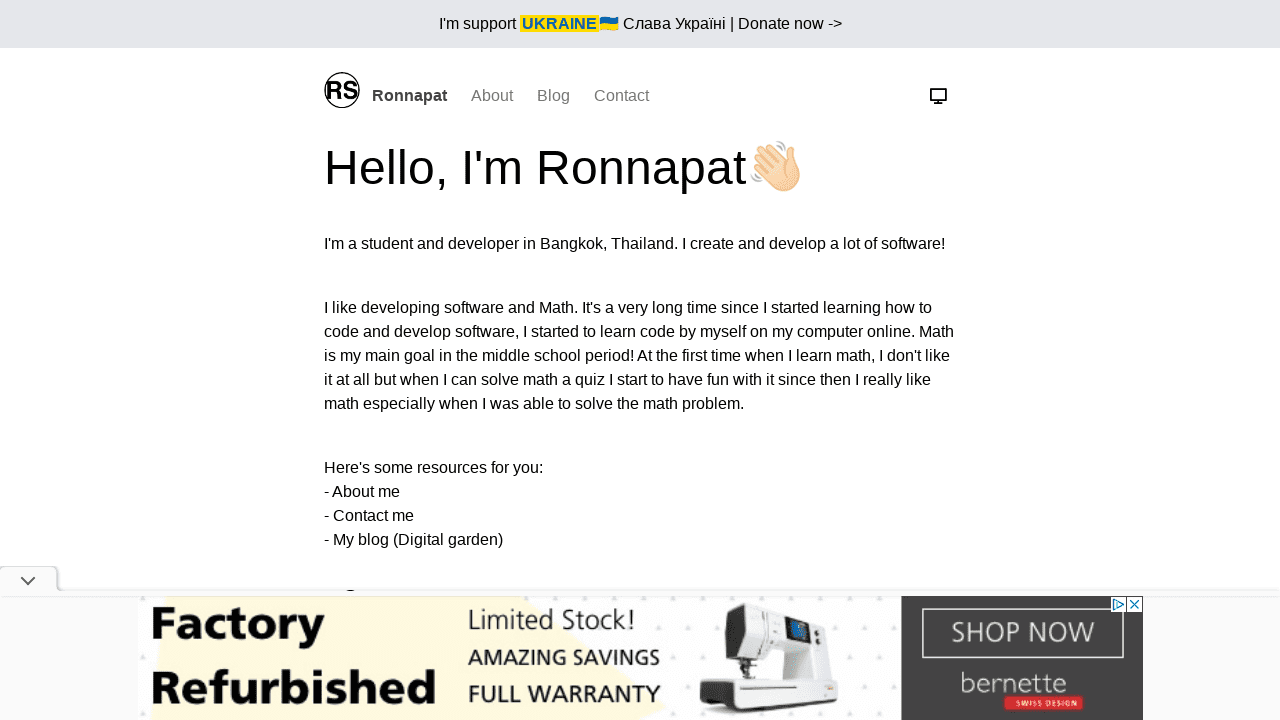 I'm support UKRAINE🇺🇦 Слава Україні | Donate now ->
RS Ronnapat About Blog Contact
Hello, I'm Ronnapat👋🏻
I'm a student and developer in Bangkok, Thailand. I create and develop a lot of software!
I like developing software and Math. It's a very long time since I started learning how to
code and develop software, I started to learn code by myself on my computer online. Math
is my main goal in the middle school period! At the first time when I learn math, I don't like
it at all but when I can solve math a quiz I start to have fun with it since then I really like
math especially when I was able to solve the math problem.
Here's some resources for you:
- About me
- Contact me
- My blog (Digital garden)
Factory
Refurbished
Limited Stock!
AMAZING SAVINGS
FULL WARRANTY
SHOP NOW
bernette
SWISS DESIGN